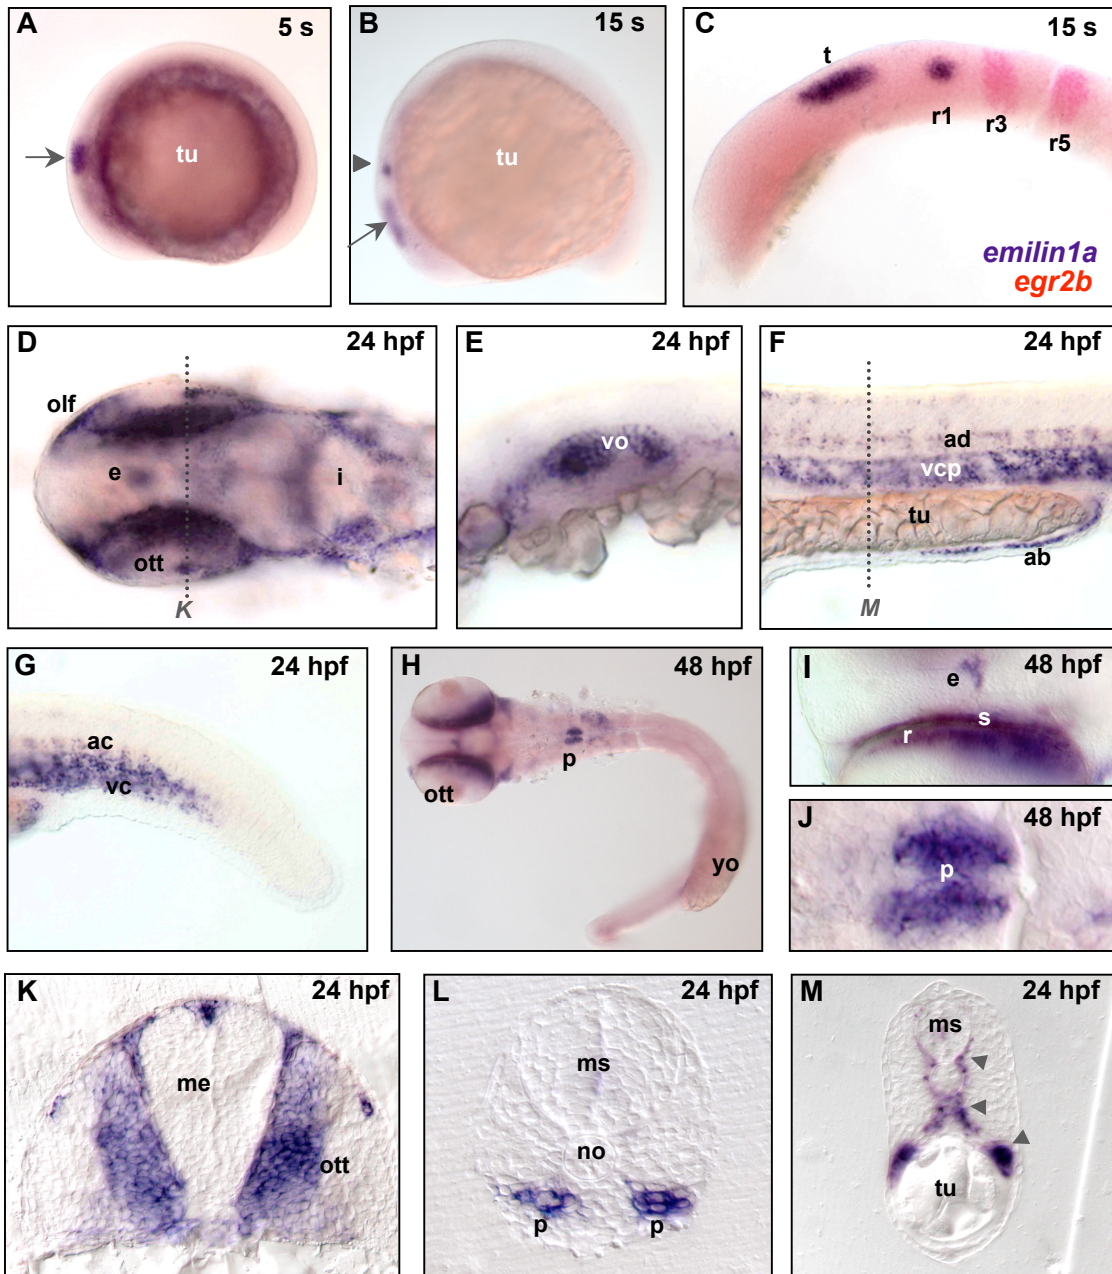 A 5 s
tu
B 15 s
tu
C 15 s
t
r1
r3
r5
emilin1a
egr2b
D 24 hpf
olf
e
i
ott
K
E 24 hpf
vo
F 24 hpf
ad
vcp
tu
ab
M
G 24 hpf
ac
vc
H 48 hpf
p
ott
yo
I 48 hpf
e
s
r
J 48 hpf
p
K 24 hpf
me
ott
L 24 hpf
ms
no
p p
M 24 hpf
ms
tu